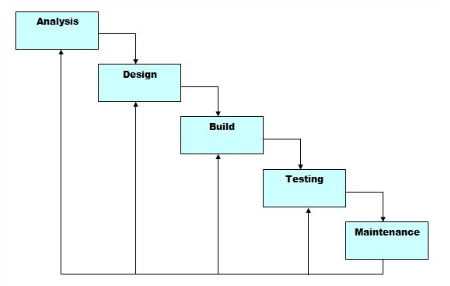 Analysis
Design
Build
Testing
Maintenance